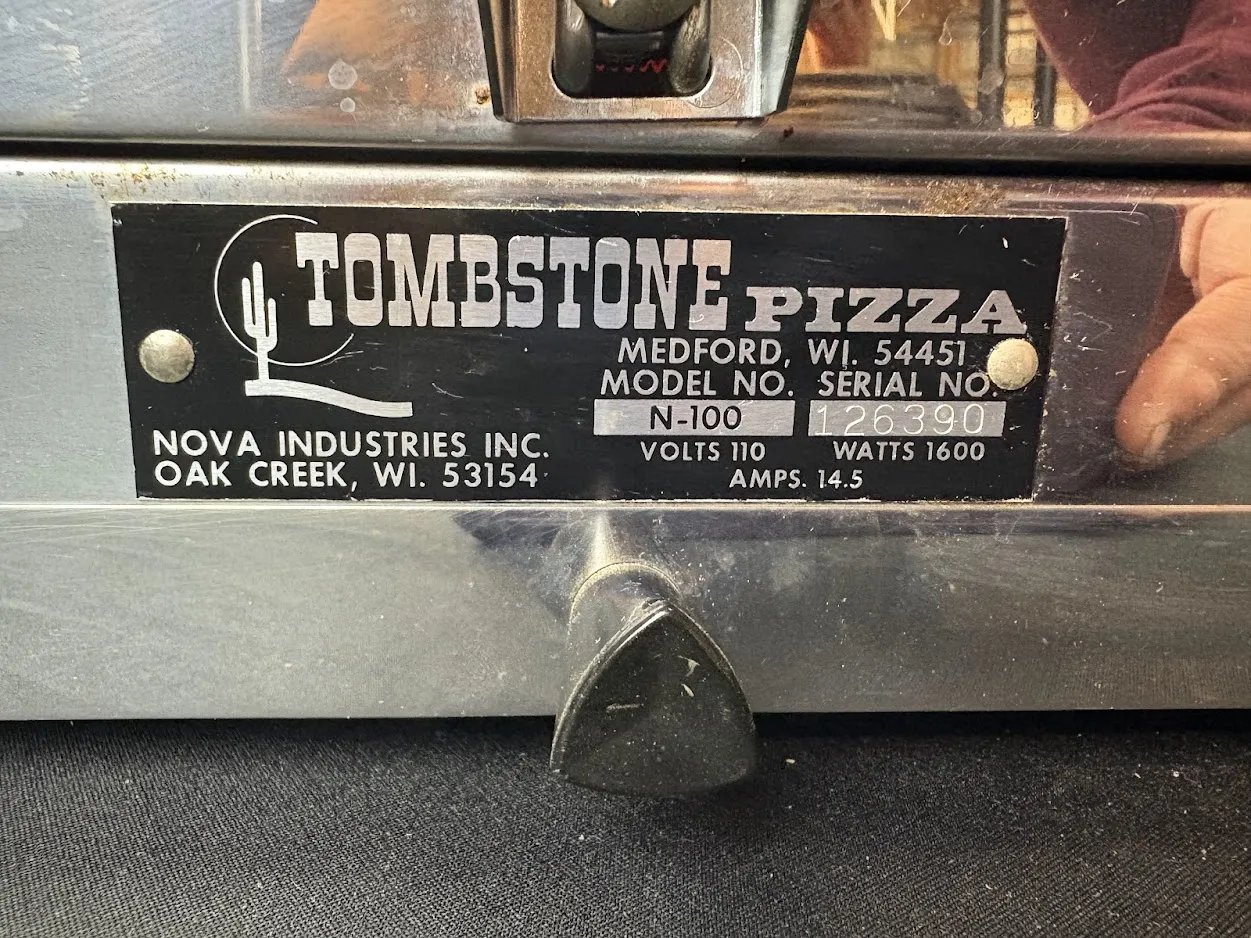 TOMBSTONE PIZZA
MEDFORD, WI. 54451
MODEL NO. SERIAL NO.
N-100 126390
VOLTS 110 WATTS 1600
AMPS. 14.5
NOVA INDUSTRIES INC.
OAK CREEK, WI. 53154